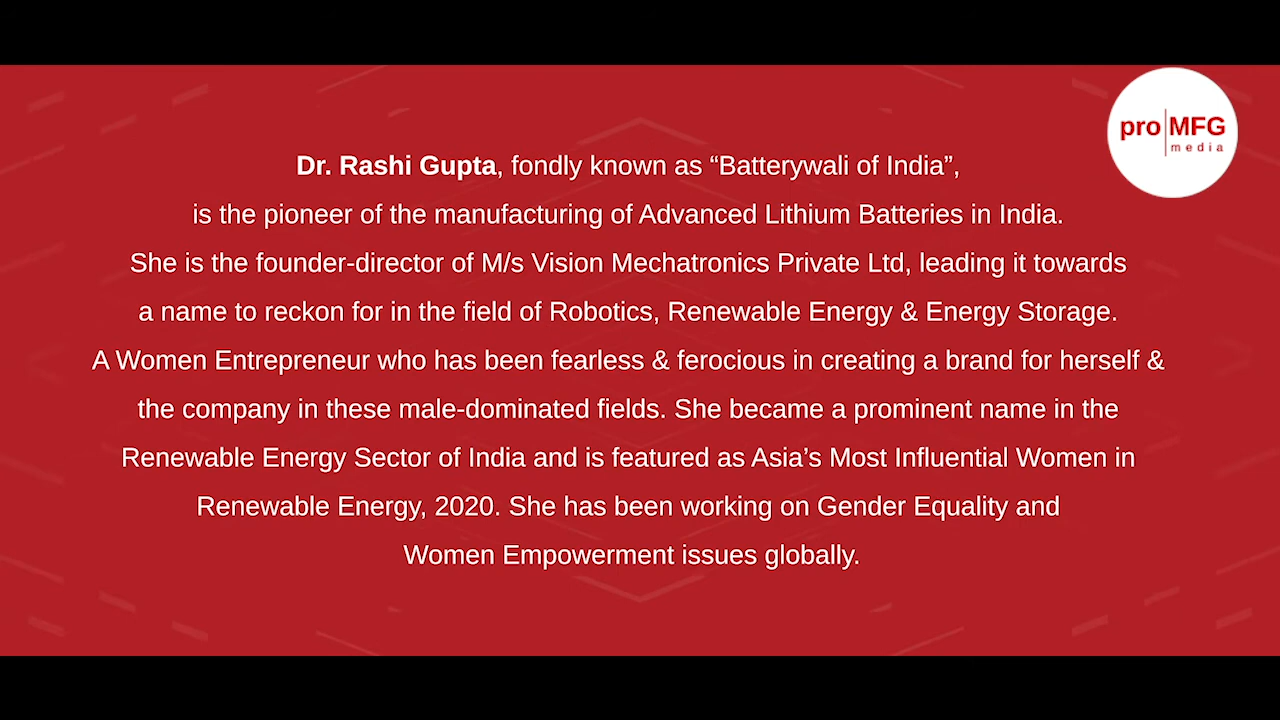 pro MFG
media
Dr. Rashi Gupta, fondly known as “Batterywali of India”,
is the pioneer of the manufacturing of Advanced Lithium Batteries in India.
She is the founder-director of M/s Vision Mechatronics Private Ltd, leading it towards
a name to reckon for in the field of Robotics, Renewable Energy & Energy Storage.
A Women Entrepreneur who has been fearless & ferocious in creating a brand for herself &
the company in these male-dominated fields. She became a prominent name in the
Renewable Energy Sector of India and is featured as Asia’s Most Influential Women in
Renewable Energy, 2020. She has been working on Gender Equality and
Women Empowerment issues globally.